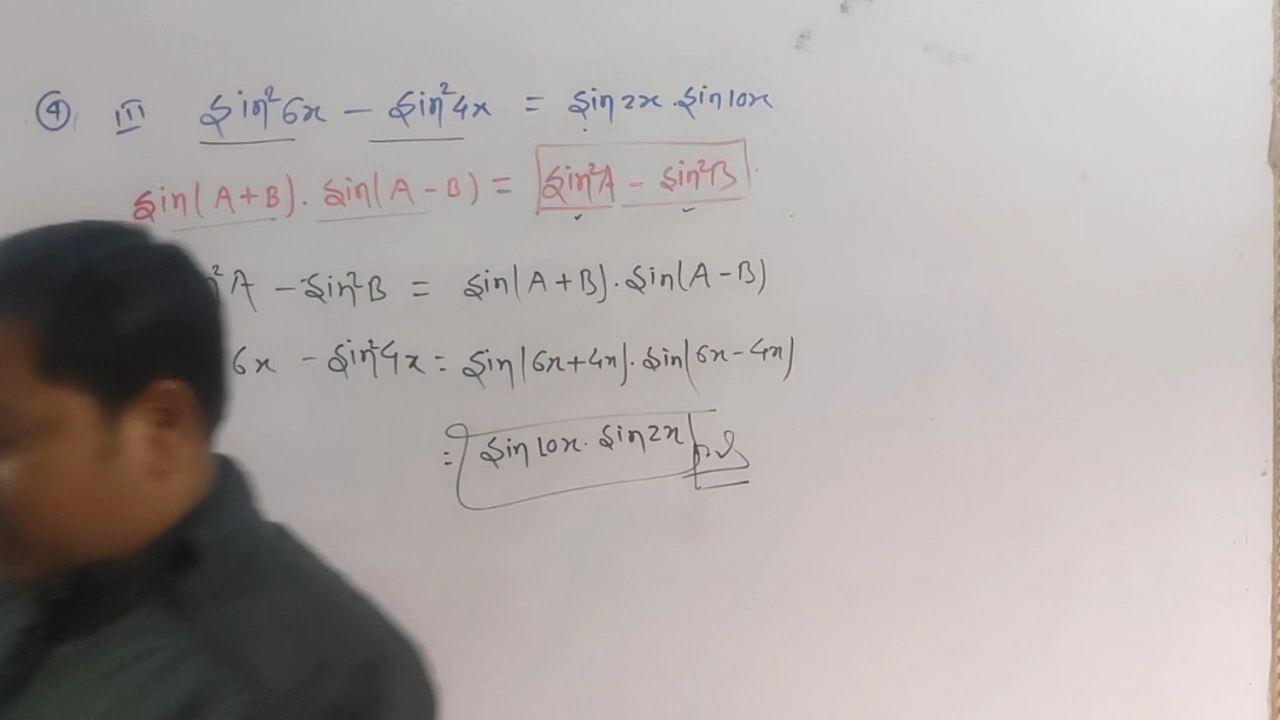 ④ III sin²6x - sin²4x = sin2x.sin10x
sin(A+B).sin(A-B) = sin²A - sin²B
²A - sin²B = sin(A+B).sin(A-B)
6x - sin²4x = sin(6x+4x).sin(6x-4x)
= sin10x.sin2x